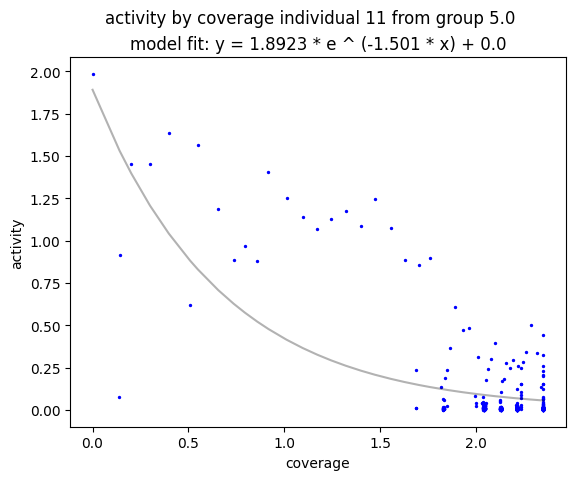 activity by coverage individual 11 from group 5.0
model fit: y = 1.8923 * e ^ (-1.501 * x) + 0.0
2.00
1.75
1.50
1.25
1.00
0.75
0.50
0.25
0.00
activity
0.0 0.5 1.0 1.5 2.0
coverage